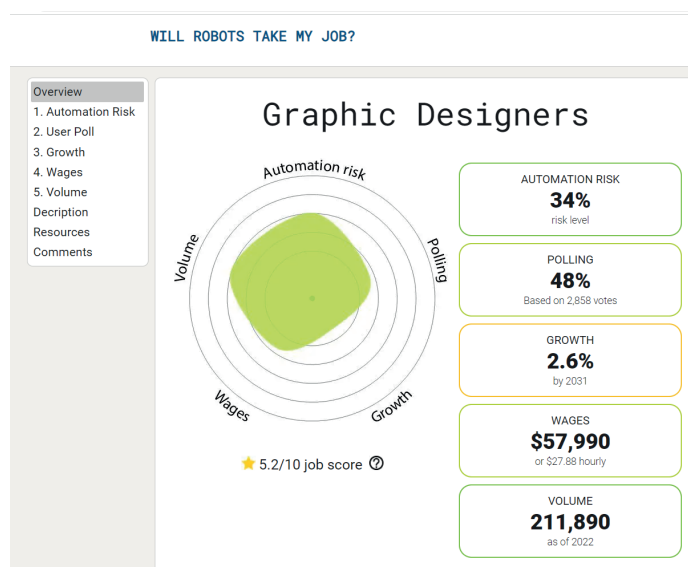 WILL ROBOTS TAKE MY JOB?
Overview
1. Automation Risk
2. User Poll
3. Growth
4. Wages
5. Volume
Decription
Resources
Comments
Graphic Designers
Automation risk
Polling
Growth
Wages
Volume
5.2/10 job score
AUTOMATION RISK
34%
risk level
POLLING
48%
Based on 2,858 votes
GROWTH
2.6%
by 2031
WAGES
$57,990
or $27.88 hourly
VOLUME
211,890
as of 2022